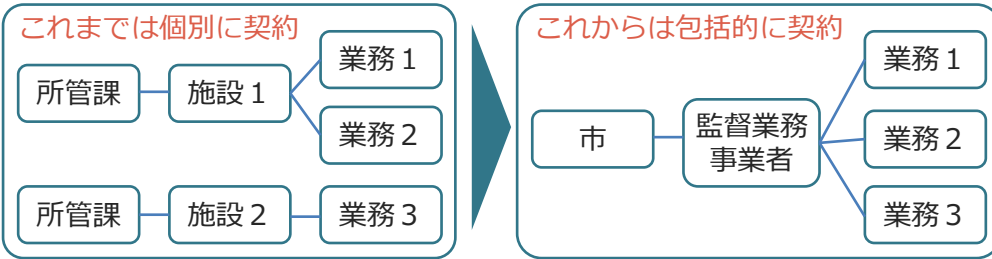 これまでは個別に契約
所管課
施設１
業務１
業務２
所管課
施設２
業務３
これからは包括的に契約
市
監督業務
事業者
業務１
業務２
業務３